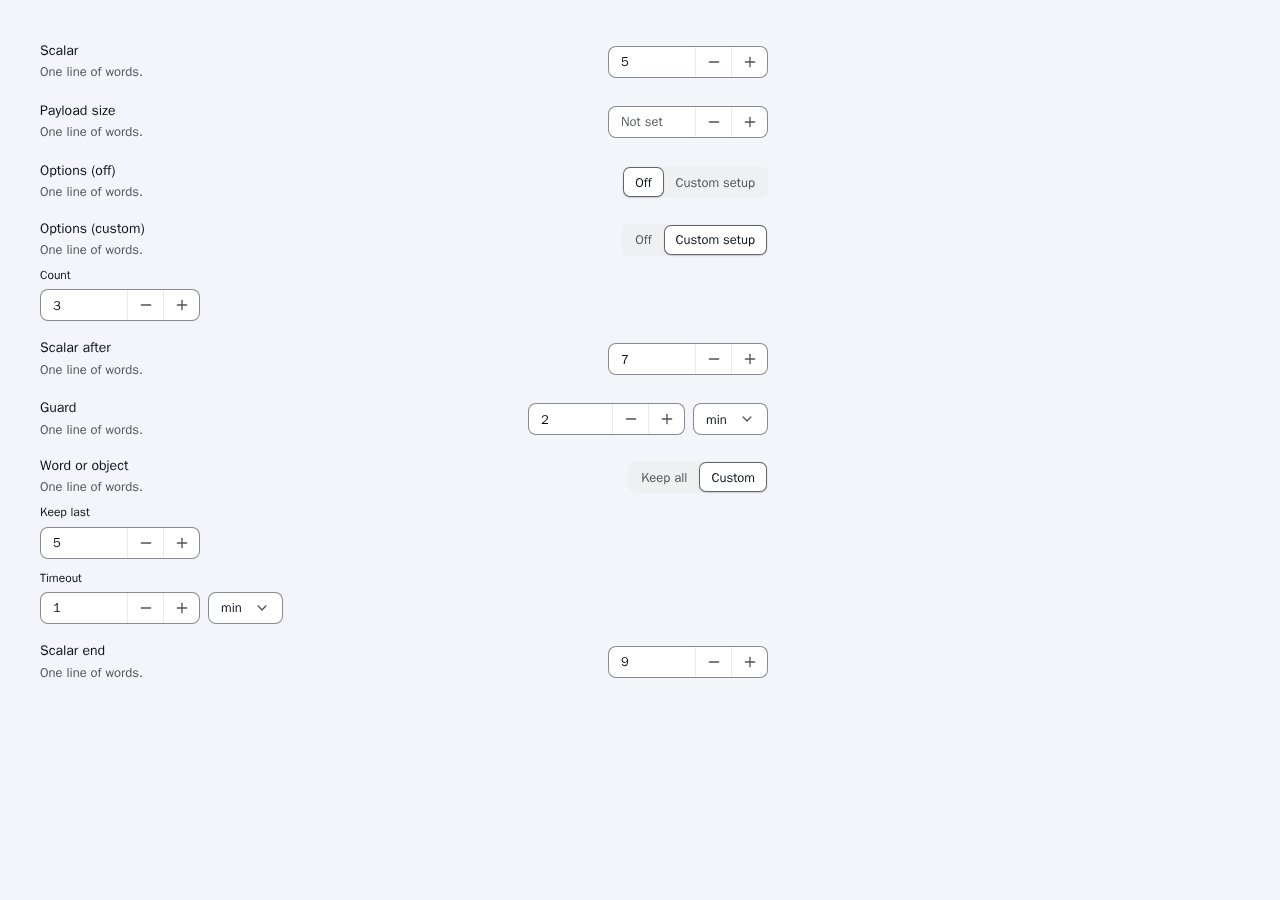 Scalar
One line of words.
5
Payload size
One line of words.
Not set
Options (off)
One line of words.
Off Custom setup
Options (custom)
One line of words.
Off Custom setup
Count
3
Scalar after
One line of words.
7
Guard
One line of words.
2 min
Word or object
One line of words.
Keep all Custom
Keep last
5
Timeout
1 min
Scalar end
One line of words.
9